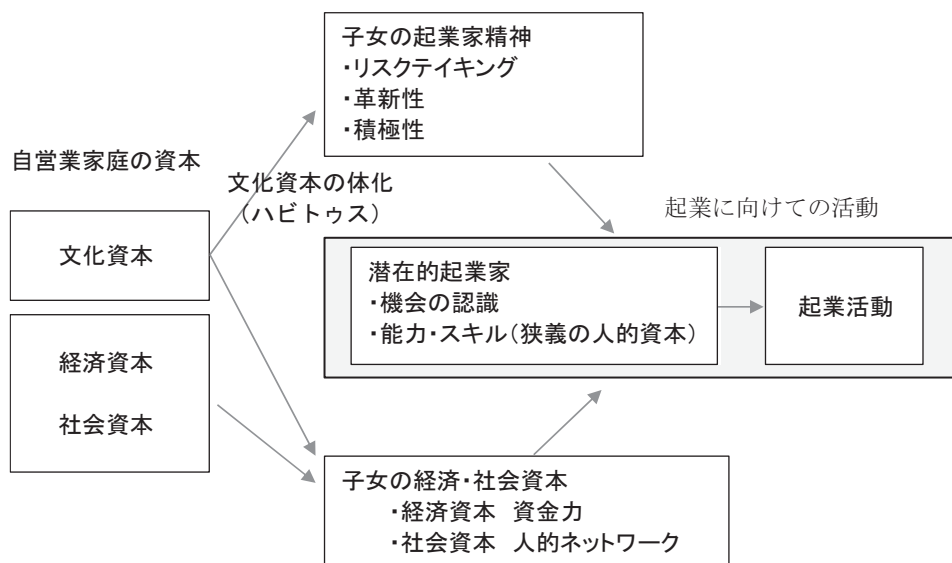 子女の起業家精神
・リスクテイキング
・革新性
・積極性
自営業家庭の資本
文化資本の体化
（ハビトゥス）
起業に向けての活動
文化資本
潜在的起業家
・機会の認識
・能力・スキル（狭義の人的資本）
起業活動
経済資本
社会資本
子女の経済・社会資本
・経済資本 資金力
・社会資本 人的ネットワーク